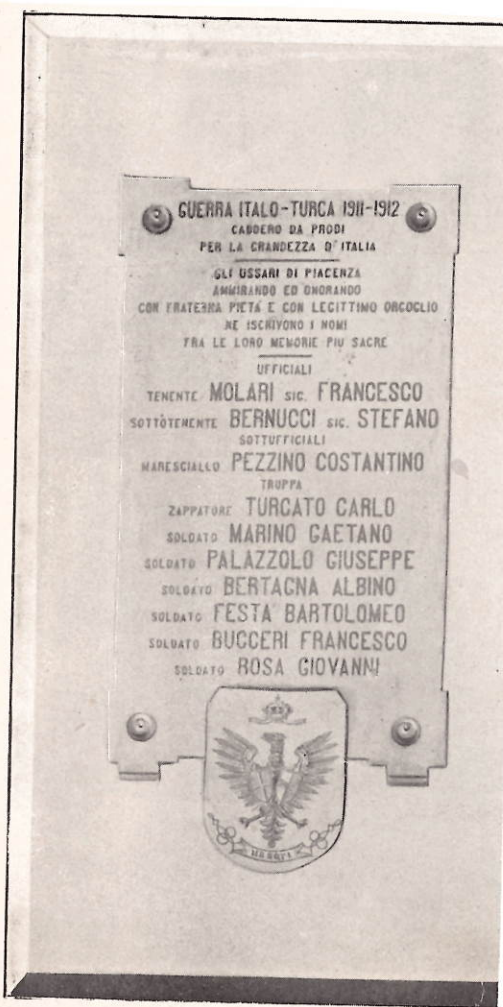 GUERRA ITALO-TURCA 1911-1912
CADDERO DA PRODI
PER LA GRANDEZZA D'ITALIA
GLI USSARI DI PIACENZA
AMMIRANDO ED ONORANDO
CON FRATERNA PIETÀ E CON LEGITTIMO ORGOGLIO
NE ISCRIVONO I NOMI
FRA LE LORO MEMORIE PIÙ SACRE
UFFICIALI
TENENTE MOLARI SIG. FRANCESCO
SOTTOTENENTE BERNUCCI SIG. STEFANO
SOTTUFFICIALI
MARESCIALLO PEZZINO COSTANTINO
TRUPPA
ZAPPATORE TURCATO CARLO
SOLDATO MARINO GAETANO
SOLDATO PALAZZOLO GIUSEPPE
SOLDATO BERTAGNA ALBINO
SOLDATO FESTA BARTOLOMEO
SOLDATO BUCCERI FRANCESCO
SOLDATO ROSA GIOVANNI